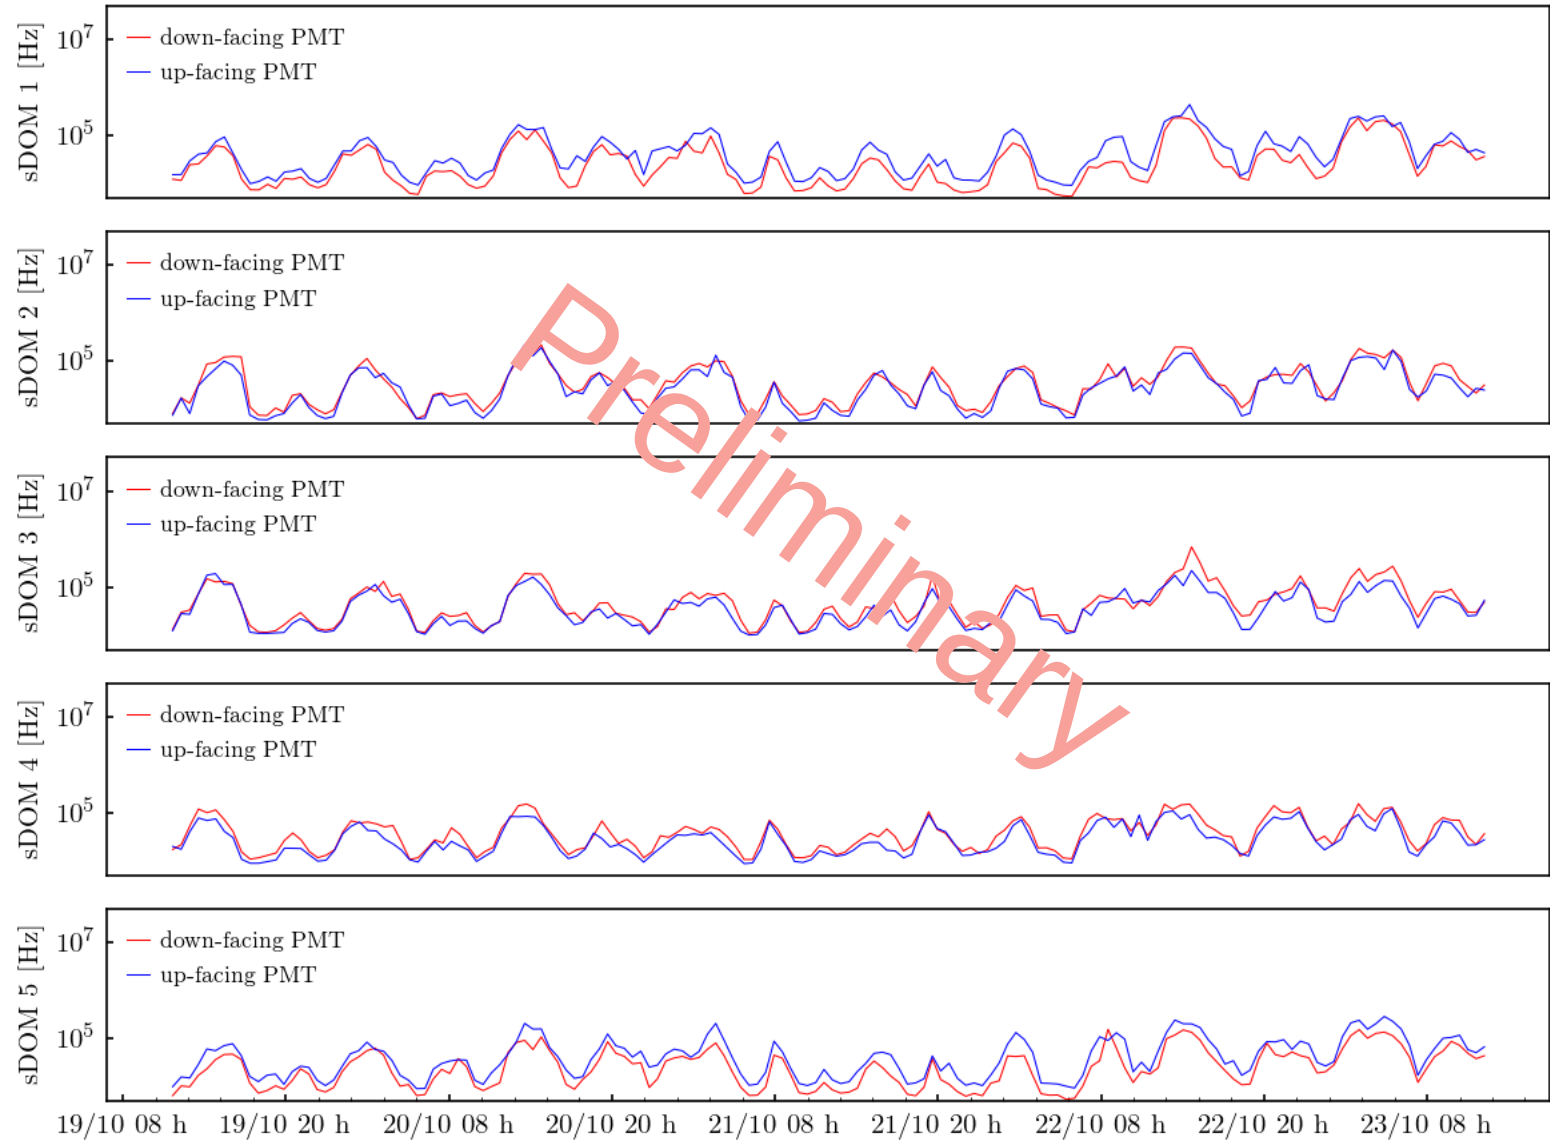 sDOM 1 [Hz]
10^7
10^5
down-facing PMT
up-facing PMT
sDOM 2 [Hz]
10^7
10^5
down-facing PMT
up-facing PMT
sDOM 3 [Hz]
10^7
10^5
down-facing PMT
up-facing PMT
sDOM 4 [Hz]
10^7
10^5
down-facing PMT
up-facing PMT
sDOM 5 [Hz]
10^7
10^5
down-facing PMT
up-facing PMT
19/10 08 h 19/10 20 h 20/10 08 h 20/10 20 h 21/10 08 h 21/10 20 h 22/10 08 h 22/10 20 h 23/10 08 h
Preliminary